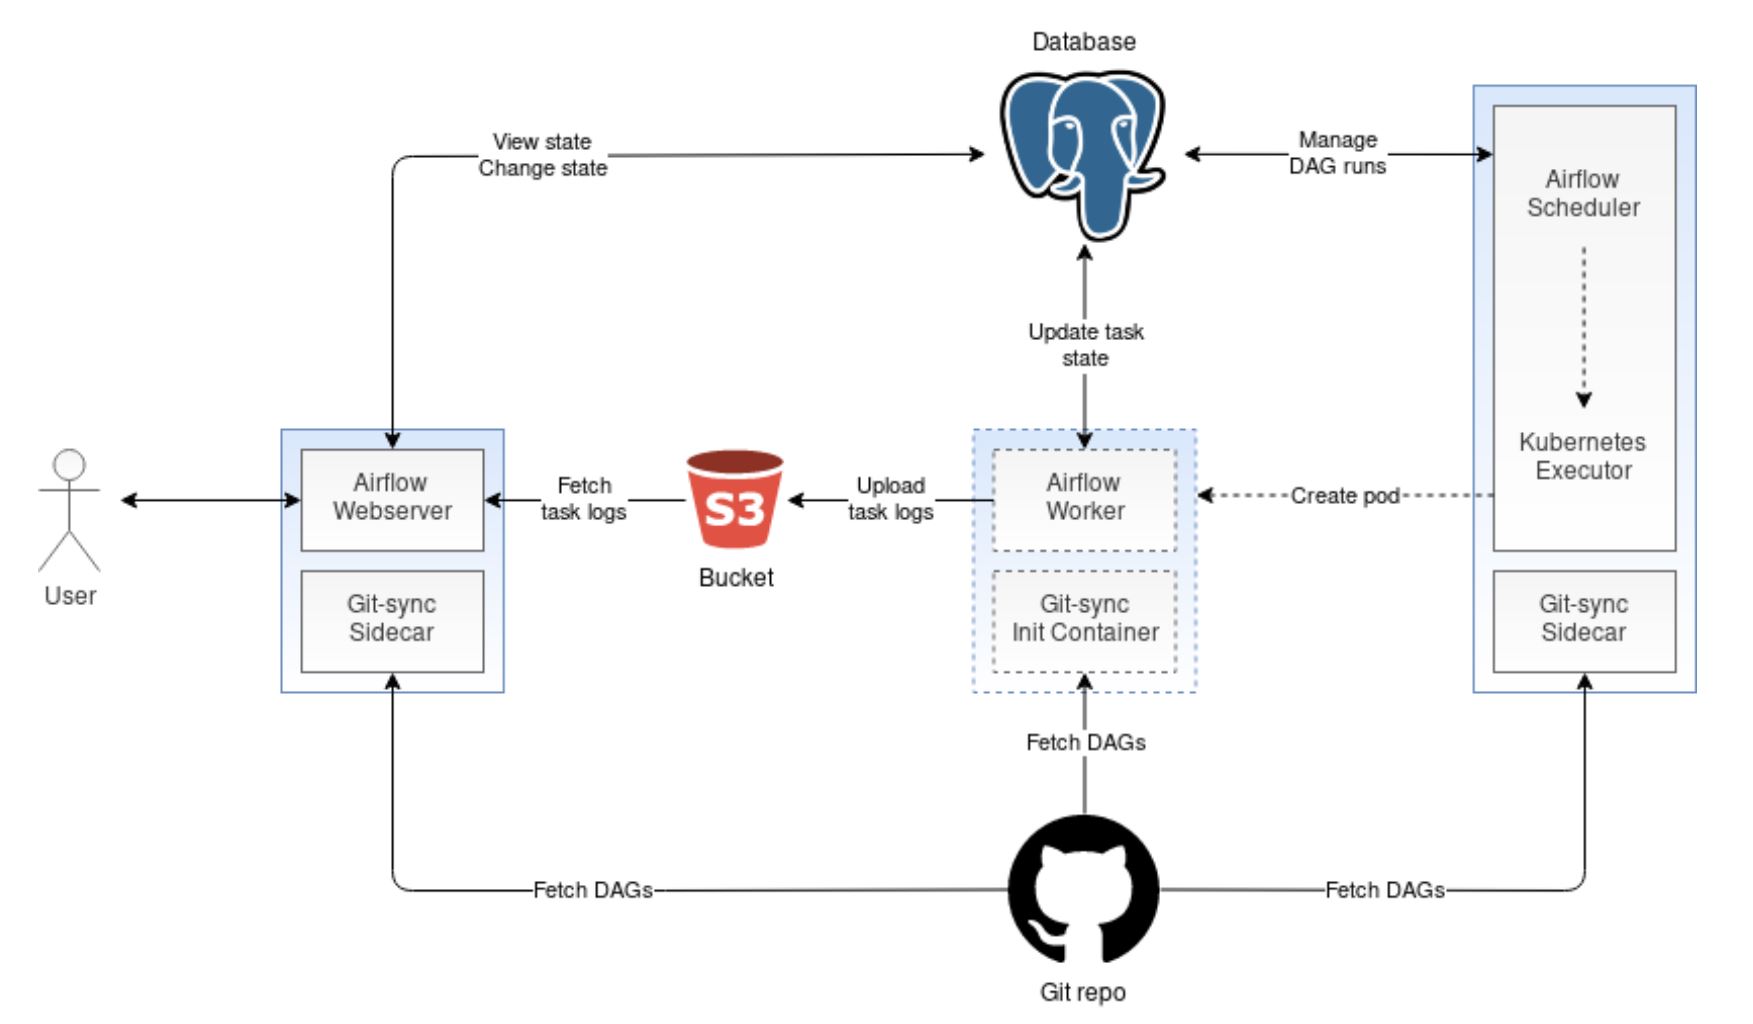 Database
View state
Change state
Manage
DAG runs
Airflow
Scheduler
Update task
state
Kubernetes
Executor
Airflow
Webserver
Fetch
task logs
S3
Upload
task logs
Airflow
Worker
Create pod
Bucket
User
Git-sync
Sidecar
Git-sync
Init Container
Git-sync
Sidecar
Fetch DAGs
Fetch DAGs
Fetch DAGs
Git repo